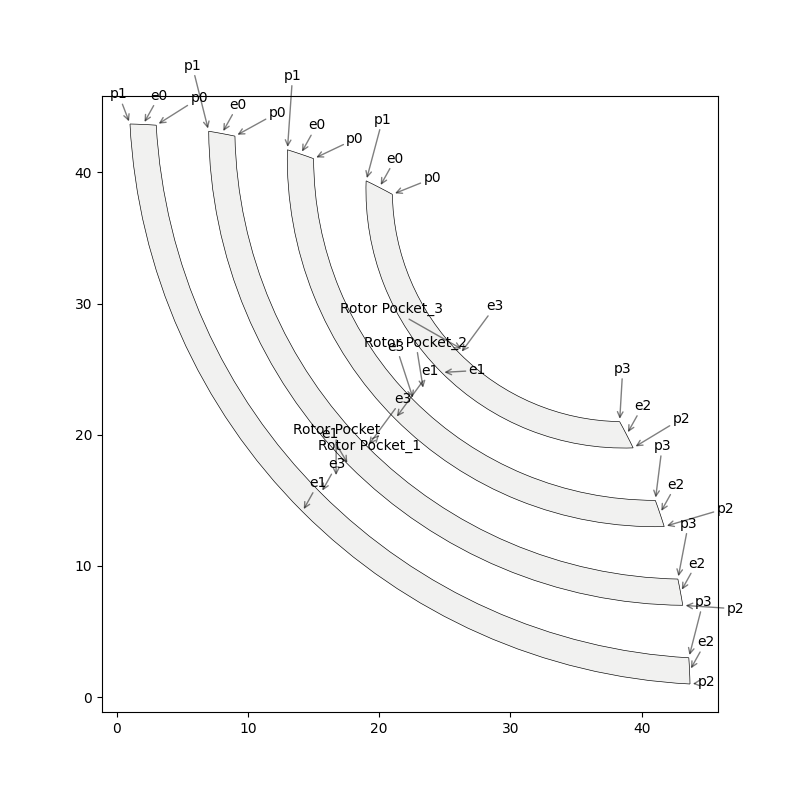 p1
p1
p1
e0
p0
e0
p0
p1
e0
p0
e0
p0
40
Rotor Pocket_3
e3
30
Rotor Pocket_2
e3
e1
e1
p3
e3
e2
p2
Rotor Pocket
e1
Rotor Pocket_1
p3
20
e3
e1
e2
p2
p3
10
e2
p3
p2
e2
p2
0
0
10
20
30
40